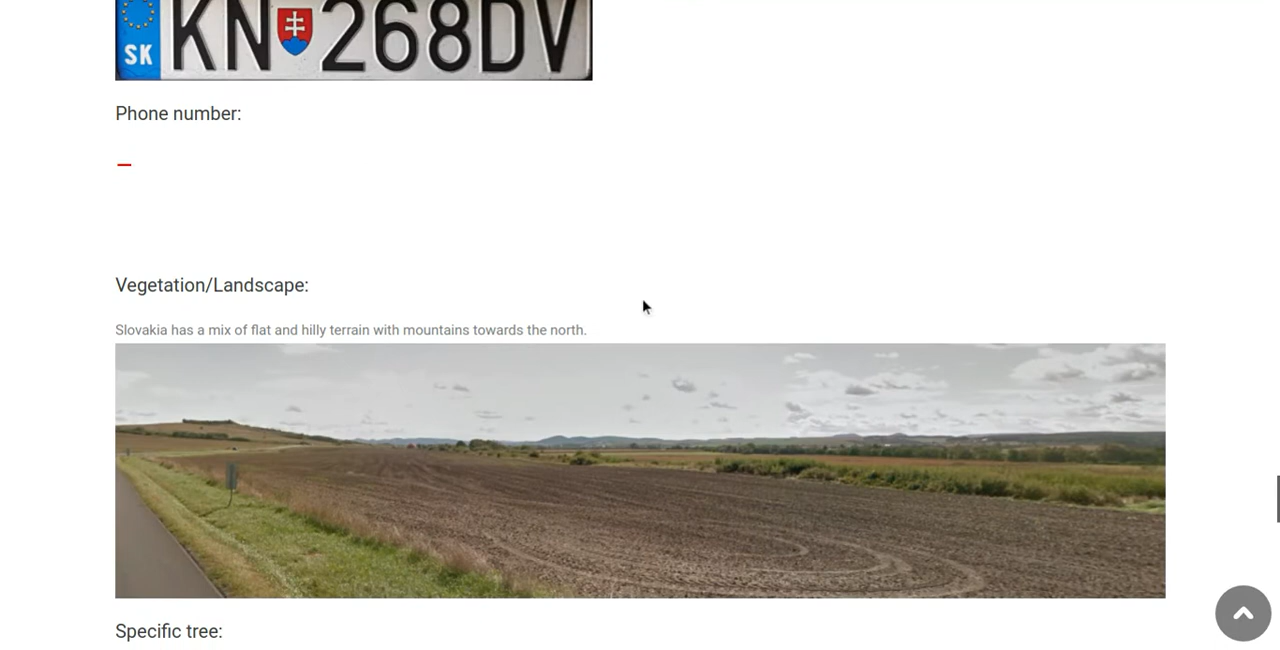 SK KN 268DV
Phone number:
Vegetation/Landscape:
Slovakia has a mix of flat and hilly terrain with mountains towards the north.
Specific tree: